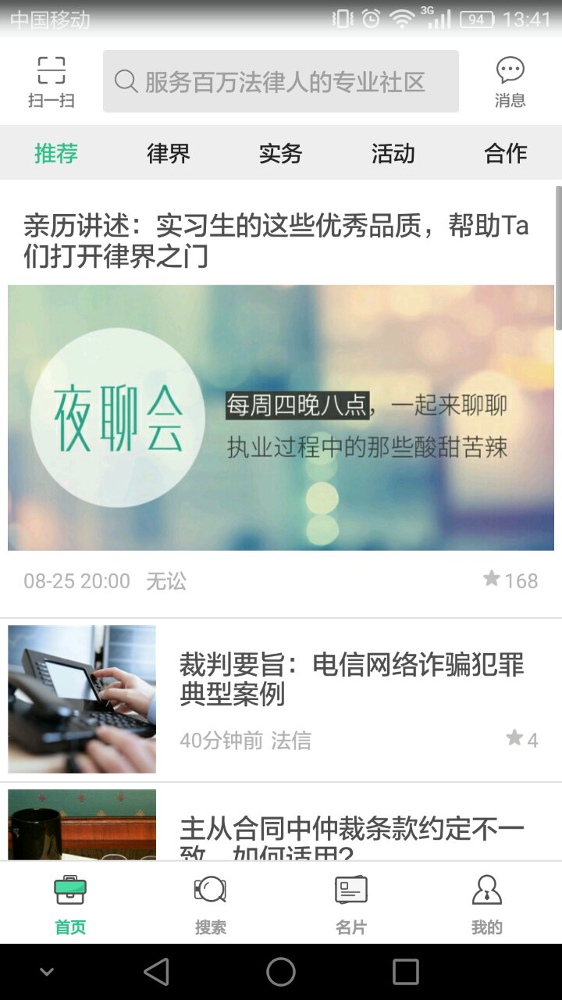 中国移动
3G
94
13:41
扫一扫
服务百万法律人的专业社区
消息
推荐 律界 实务 活动 合作
亲历讲述：实习生的这些优秀品质，帮助Ta
们打开律界之门
夜聊会
每周四晚八点，一起来聊聊
执业过程中的那些酸甜苦辣
08-25 20:00 无讼
168
裁判要旨：电信网络诈骗犯罪
典型案例
40分钟前 法信
4
主从合同中仲裁条款约定不一
致，如何适用?
首页 搜索 名片 我的